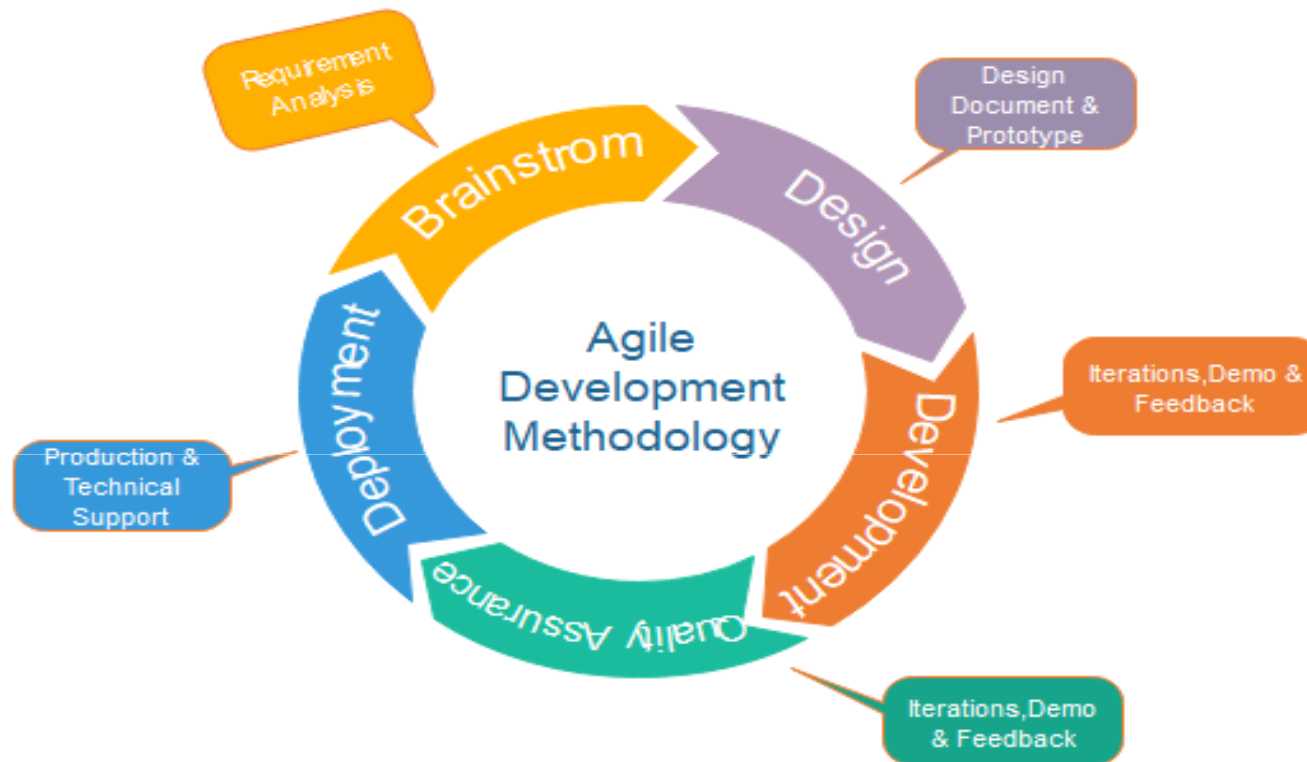 Requirement
Analysis
Brainstrom
Design
Document &
Prototype
Design
Agile
Development
Methodology
Iterations,Demo &
Feedback
Development
Deployment
Production &
Technical
Support
Quality Assurance
Iterations,Demo
& Feedback